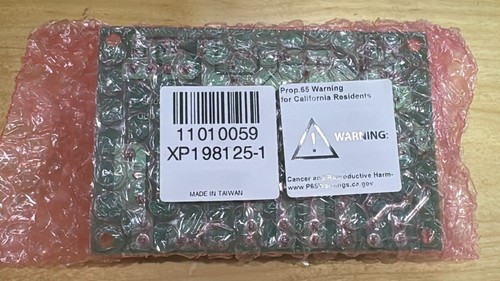 11010059
XP198125-1
MADE IN TAIWAN
Prop.65 Warning
for California Residents
WARNING:
Cancer and Reproductive Harm-
www.P65Warnings.ca.gov